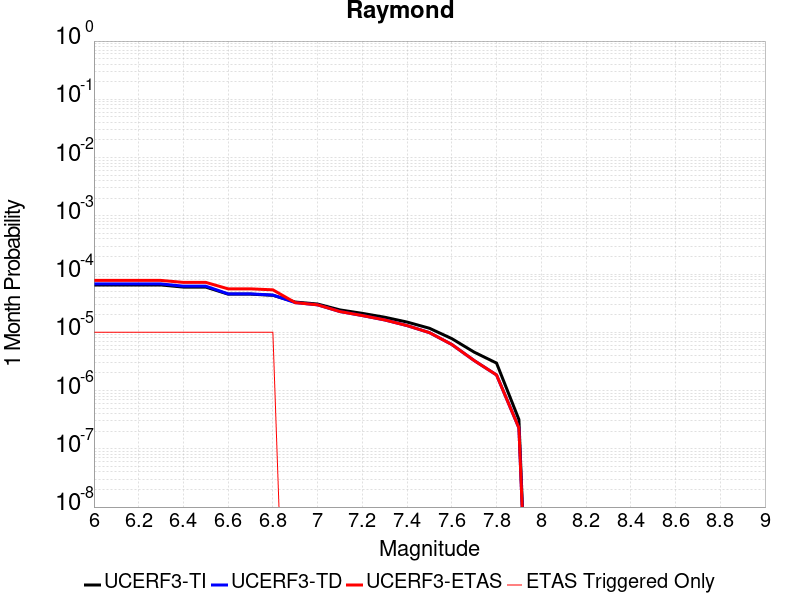 Raymond
10^0
10^-1
10^-2
10^-3
10^-4
10^-5
10^-6
10^-7
10^-8
1 Month Probability
6 6.2 6.4 6.6 6.8 7 7.2 7.4 7.6 7.8 8 8.2 8.4 8.6 8.8 9
Magnitude
UCERF3-TI UCERF3-TD UCERF3-ETAS ETAS Triggered Only